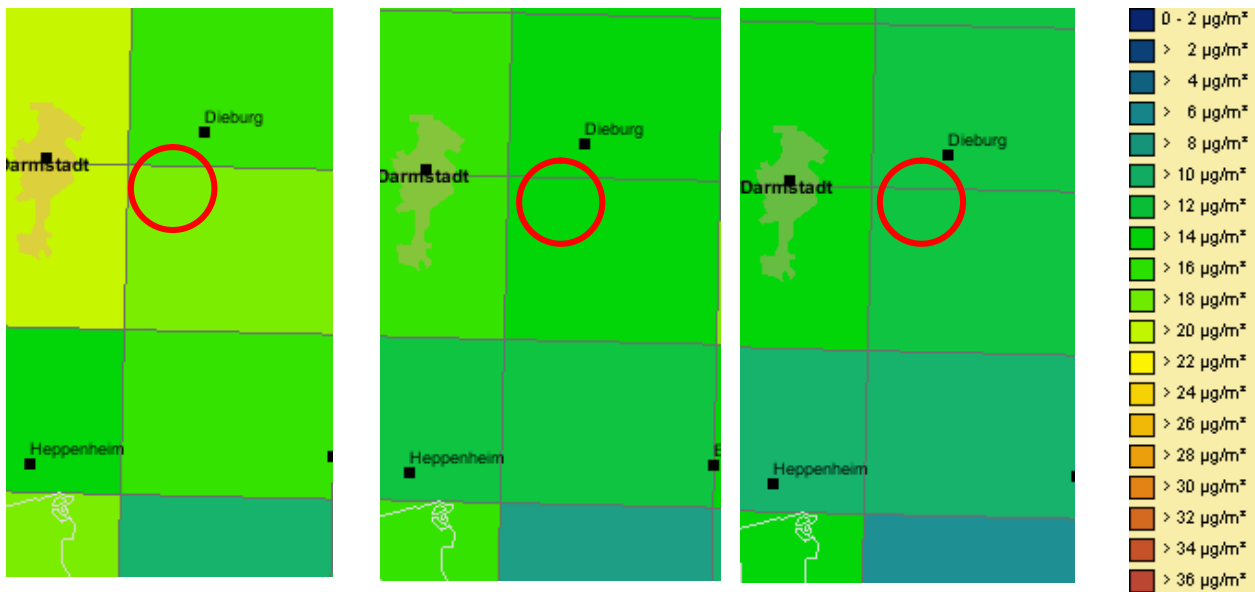 Dieburg
Darmstadt
Heppenheim
Dieburg
Darmstadt
Heppenheim
E
Dieburg
Darmstadt
Heppenheim
0 - 2 µg/m³
> 2 µg/m³
> 4 µg/m³
> 6 µg/m³
> 8 µg/m³
> 10 µg/m³
> 12 µg/m³
> 14 µg/m³
> 16 µg/m³
> 18 µg/m³
> 20 µg/m³
> 22 µg/m³
> 24 µg/m³
> 26 µg/m³
> 28 µg/m³
> 30 µg/m³
> 32 µg/m³
> 34 µg/m³
> 36 µg/m³